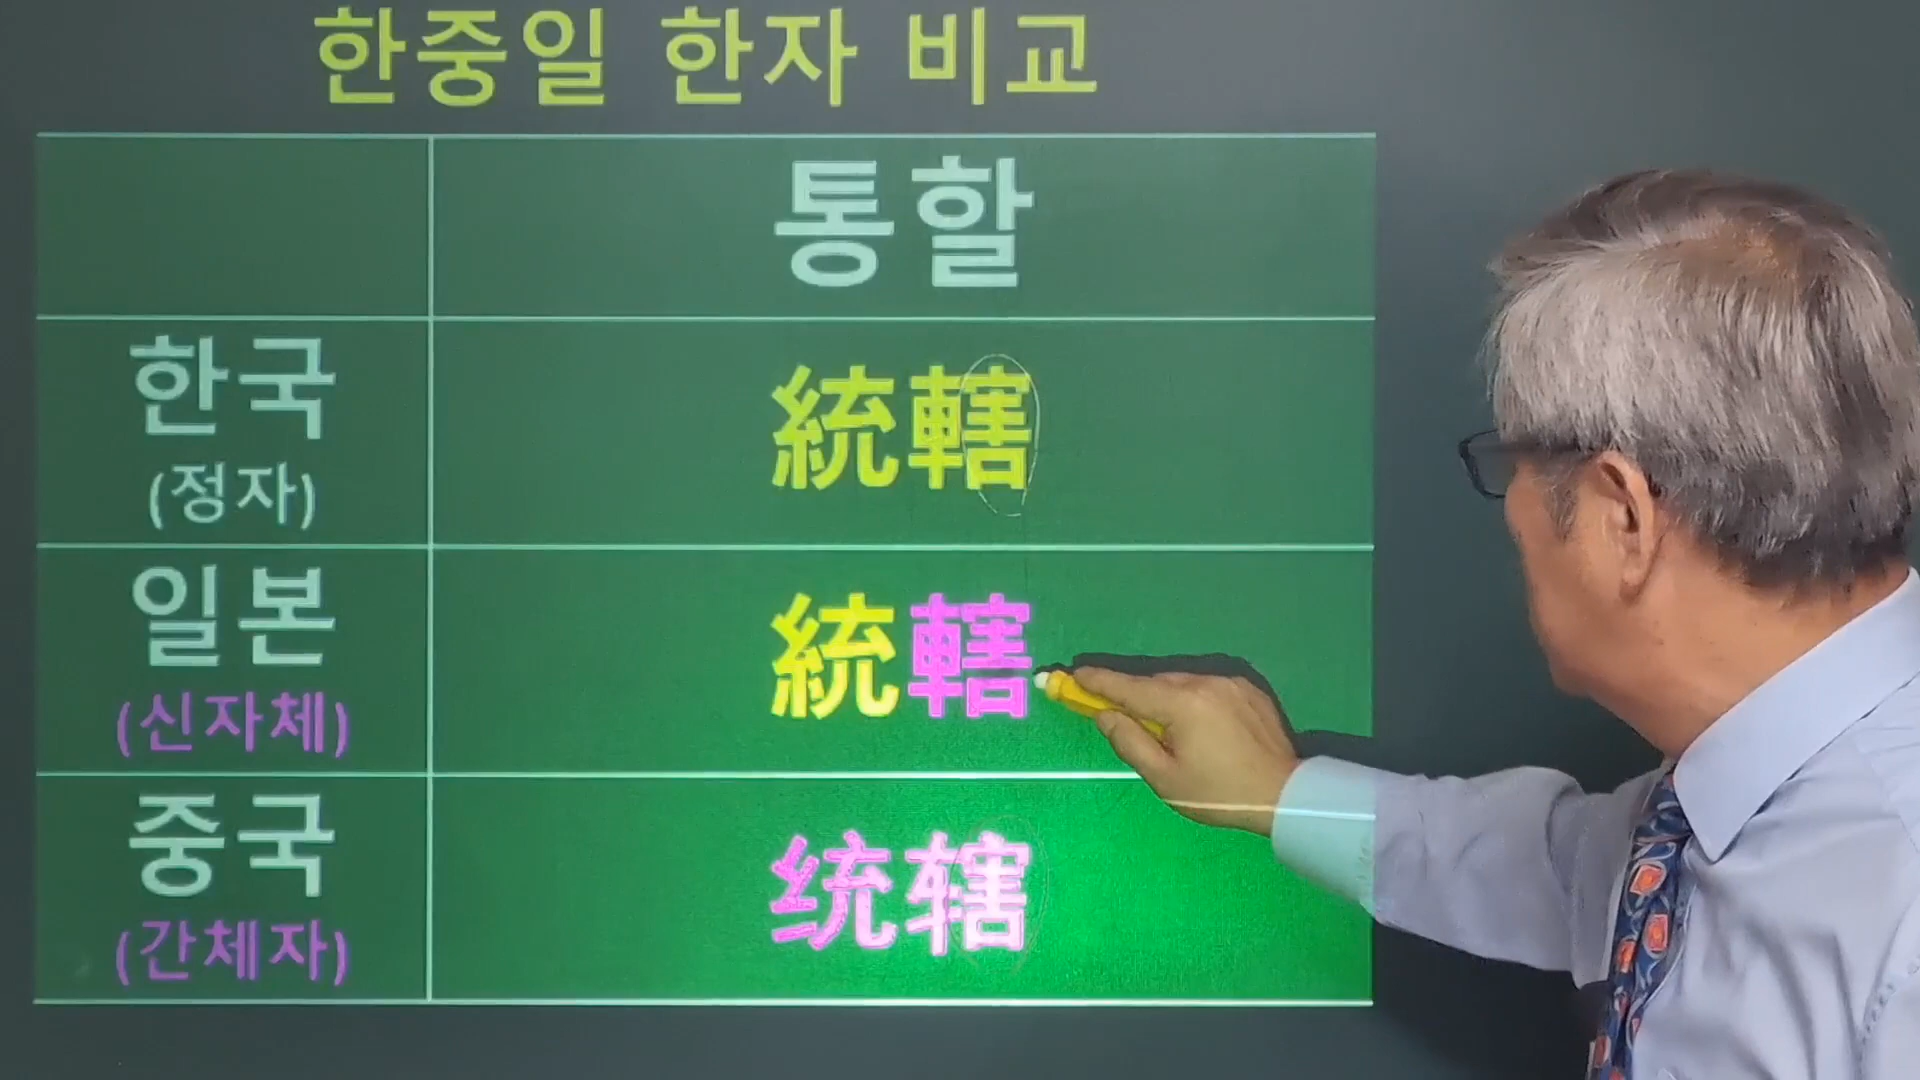 한중일 한자 비교
통할
한국
(정자)
統轄
일본
(신자체)
統轄
중국
(간체자)
统辖